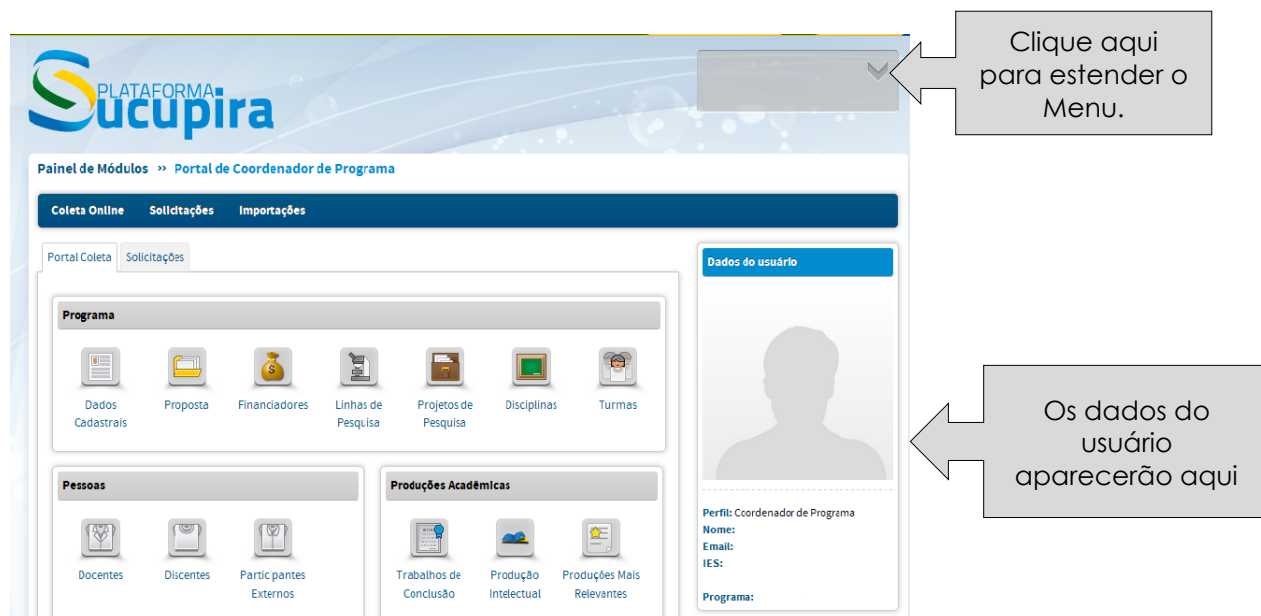 PLATAFORMA
Sucupira
Clique aqui
para estender o
Menu.
Painel de Módulos » Portal de Coordenador de Programa
Coleta Online Solicitações Importações
Portal Coleta Solicitações
Dados do usuário
Programa
Dados
Cadastrais
Proposta
Financiadores
Linhas de
Pesquisa
Projetos de
Pesquisa
Disciplinas
Turmas
Os dados do
usuário
aparecerão aqui
Pessoas
Docentes
Discentes
Participantes
Externos
Produções Acadêmicas
Trabalhos de
Conclusão
Produção
Intelectual
Produções Mais
Relevantes
Perfil: Coordenador de Programa
Nome:
Email:
IES:
Programa: